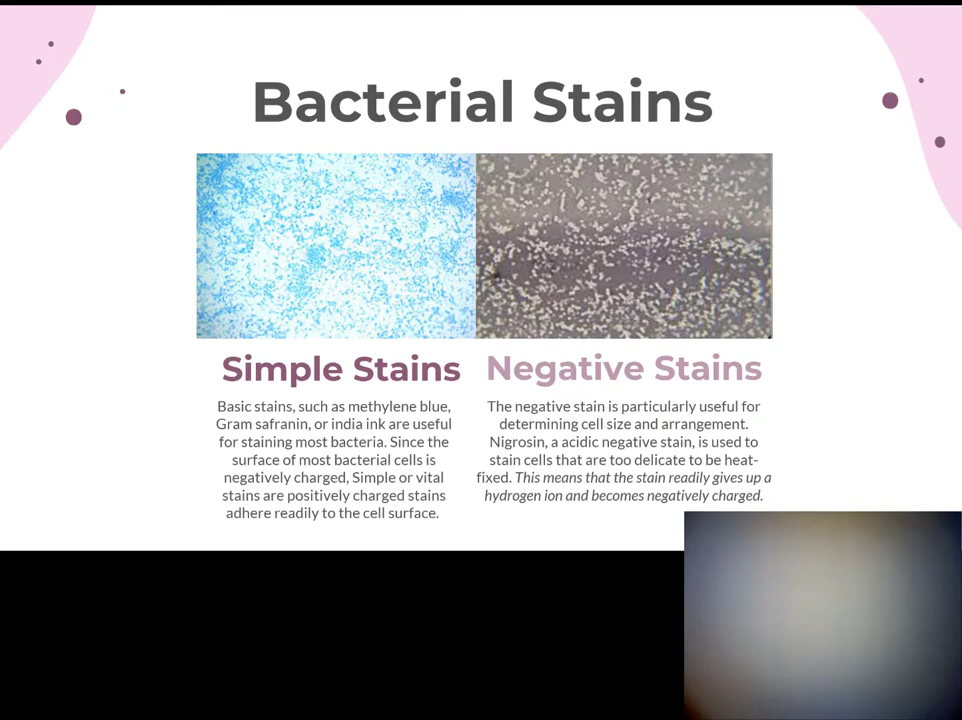 Bacterial Stains
Simple Stains
Basic stains, such as methylene blue,
Gram safranin, or india ink are useful
for staining most bacteria. Since the
surface of most bacterial cells is
negatively charged, Simple or vital
stains are positively charged stains
adhere readily to the cell surface.
Negative Stains
The negative stain is particularly useful for
determining cell size and arrangement.
Nigrosin, a acidic negative stain, is used to
stain cells that are too delicate to be heat-
fixed. This means that the stain readily gives up a
hydrogen ion and becomes negatively charged.